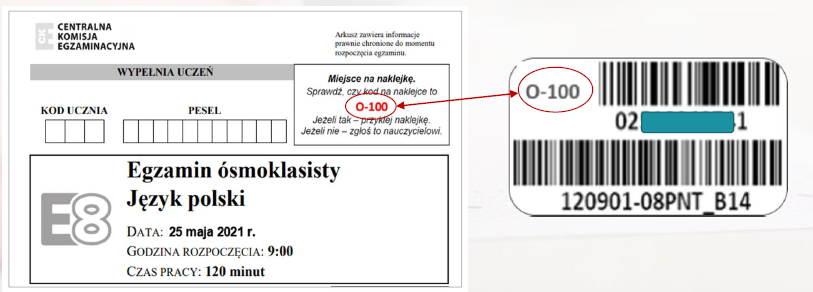 CENTRALNA
KOMISJA
EGZAMINACYJNA
Arkusz zawiera informacje
prawnie chronione do momentu
rozpoczęcia egzaminu.
WYPEŁNIA UCZEŃ
KOD UCZNIA
PESEL
Miejsce na naklejkę.
Sprawdź, czy kod na naklejce to
O-100
Jeżeli tak – przyklej naklejkę.
Jeżeli nie – zgłoś to nauczycielowi.
E8
Egzamin ósmoklasisty
Język polski
DATA: 25 maja 2021 r.
GODZINA ROZPOCZĘCIA: 9:00
CZAS PRACY: 120 minut
O-100
02 1
120901-08PNT_B14